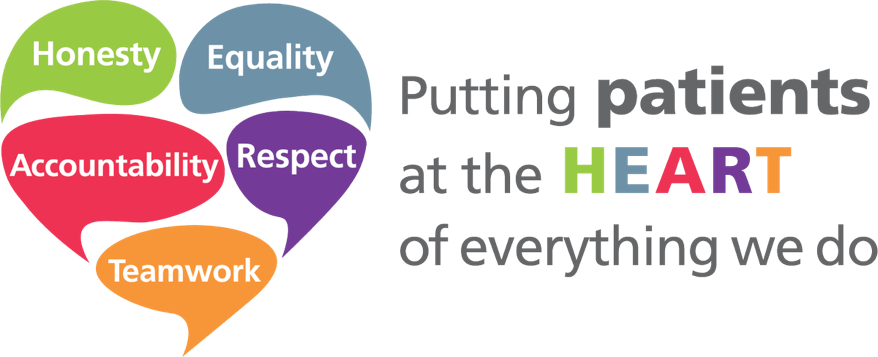 Honesty
Equality
Accountability
Respect
Teamwork
Putting patients
at the HEART
of everything we do